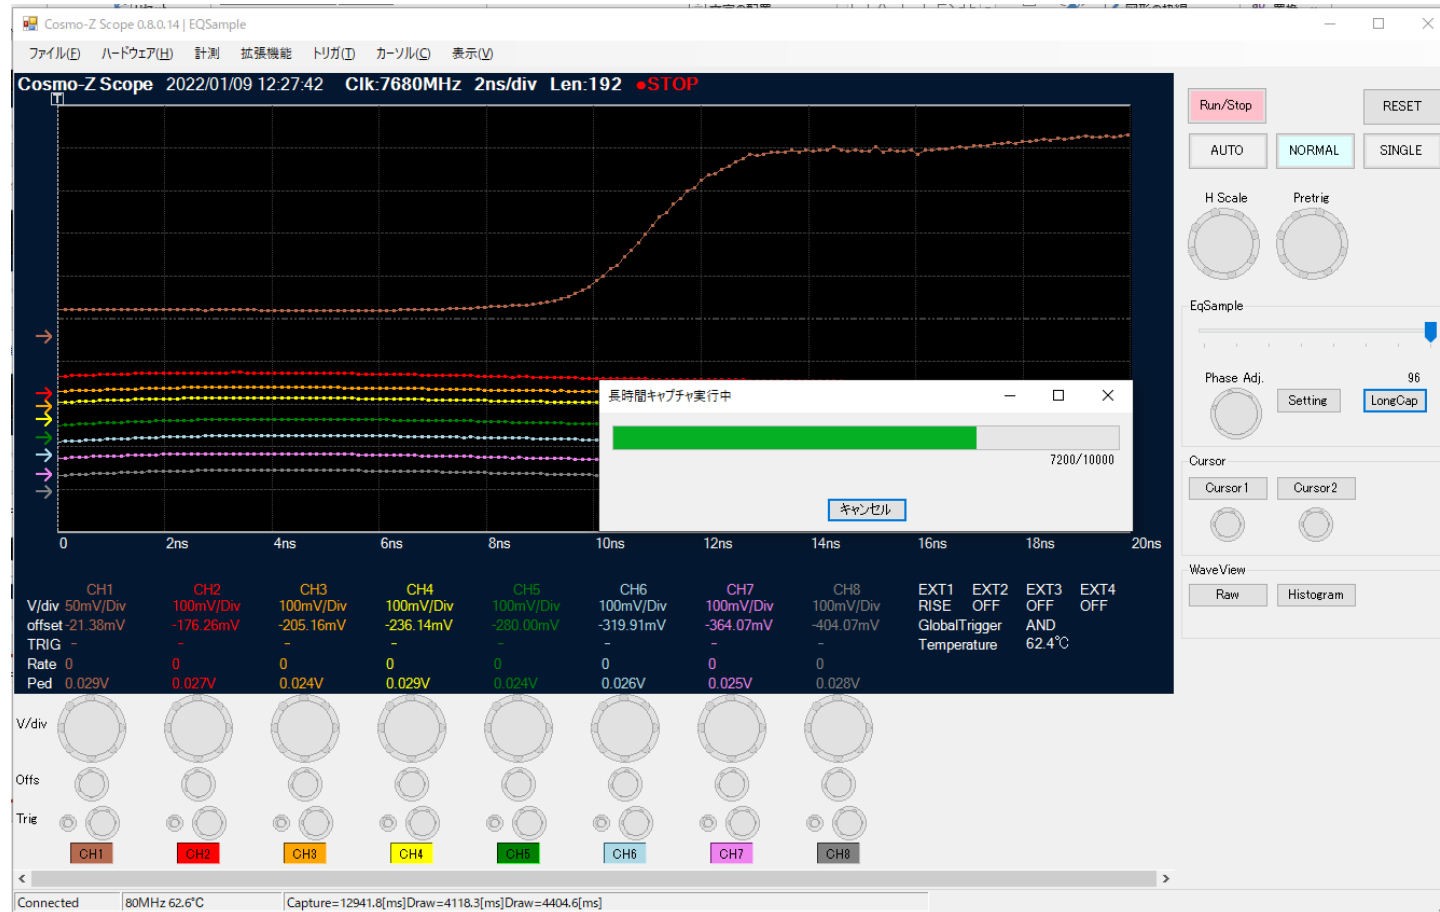 Cosmo-Z Scope 0.8.0.14 | EQSample
ファイル(F) ハードウェア(H) 計測 拡張機能 トリガ(T) カーソル(C) 表示(V)
Cosmo-Z Scope 2022/01/09 12:27:42 Clk:7680MHz 2ns/div Len:192 ●STOP
T
Run/Stop RESET
AUTO NORMAL SINGLE
H Scale Pretrig
EqSample
Phase Adj. 96
Setting LongCap
長時間キャプチャ実行中
7200/10000
キャンセル
Cursor
Cursor1 Cursor2
0 2ns 4ns 6ns 8ns 10ns 12ns 14ns 16ns 18ns 20ns
WaveView
Raw Histogram
CH1 CH2 CH3 CH4 CH5 CH6 CH7 CH8 EXT1 EXT2 EXT3 EXT4
V/div 50mV/Div 100mV/Div 100mV/Div 100mV/Div 100mV/Div 100mV/Div 100mV/Div 100mV/Div RISE OFF OFF OFF
offset -21.38mV -176.26mV -205.16mV -236.14mV -280.00mV -319.91mV -364.07mV -404.07mV GlobalTrigger AND
TRIG - - - - - - - - Temperature 62.4℃
Rate 0 0 0 0 0 0 0 0
Ped 0.029V 0.027V 0.024V 0.029V 0.024V 0.026V 0.025V 0.028V
V/div
Offs
Trig
CH1 CH2 CH3 CH4 CH5 CH6 CH7 CH8
Connected 80MHz 62.6℃ Capture=12941.8[ms]Draw=4118.3[ms]Draw=4404.6[ms]